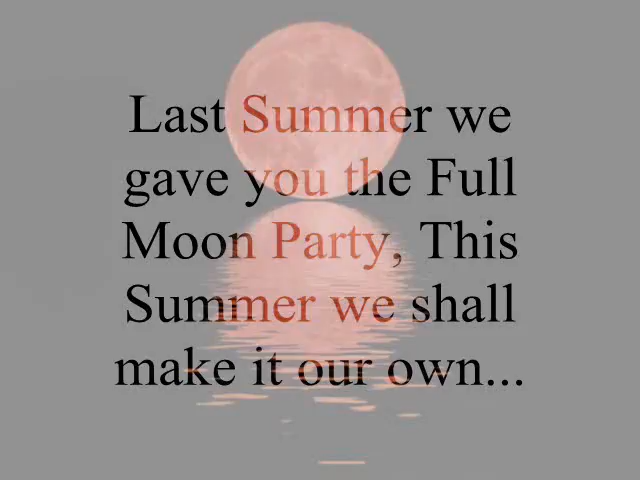 Last Summer we
gave you the Full
Moon Party, This
Summer we shall
make it our own...